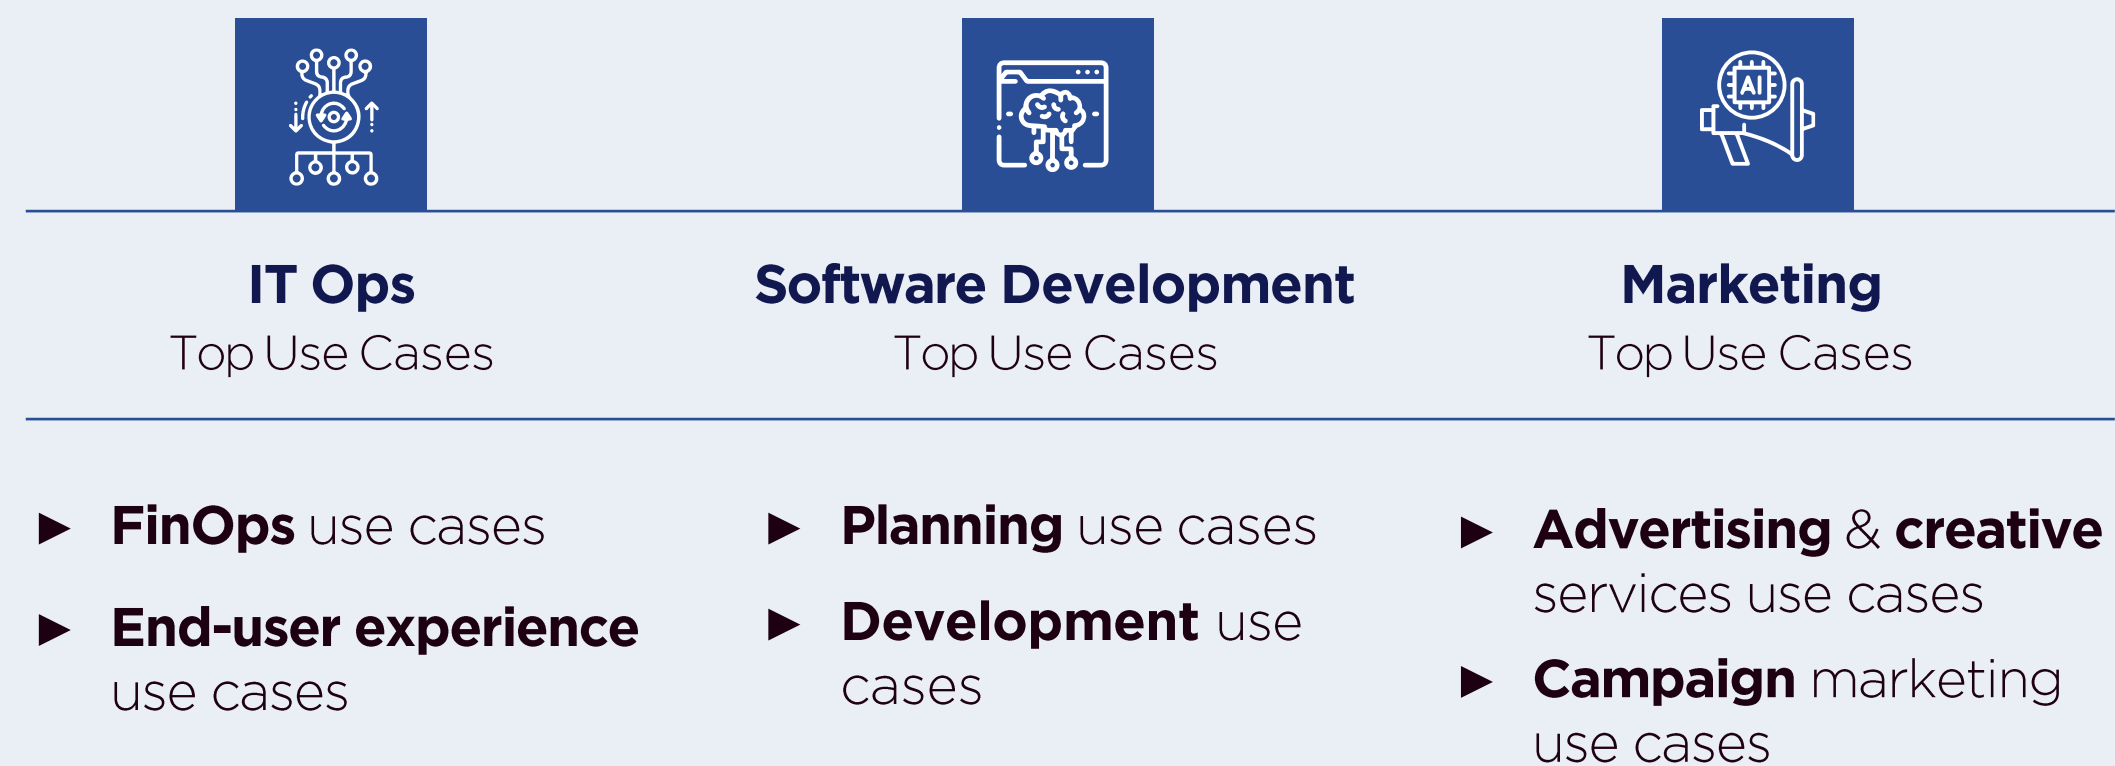 AI
IT Ops
Top Use Cases
Software Development
Top Use Cases
Marketing
Top Use Cases
► FinOps use cases
► End-user experience
use cases
► Planning use cases
► Development use
cases
► Advertising & creative
services use cases
► Campaign marketing
use cases